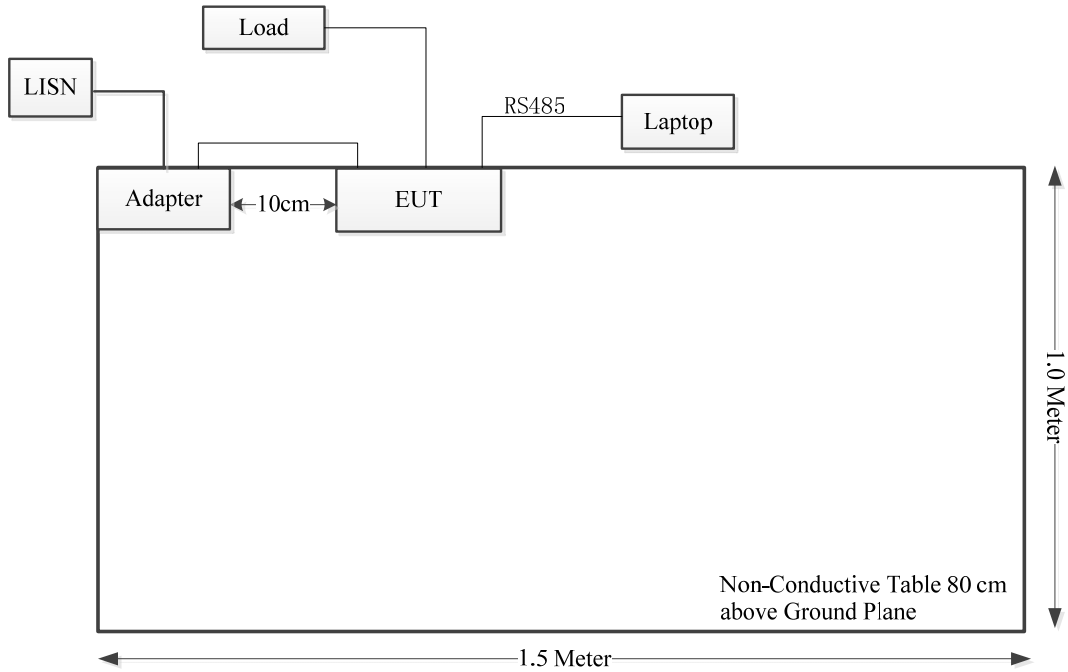 Load
LISN
RS485
Laptop
Adapter
10cm
EUT
1.0 Meter
Non-Conductive Table 80 cm
above Ground Plane
1.5 Meter